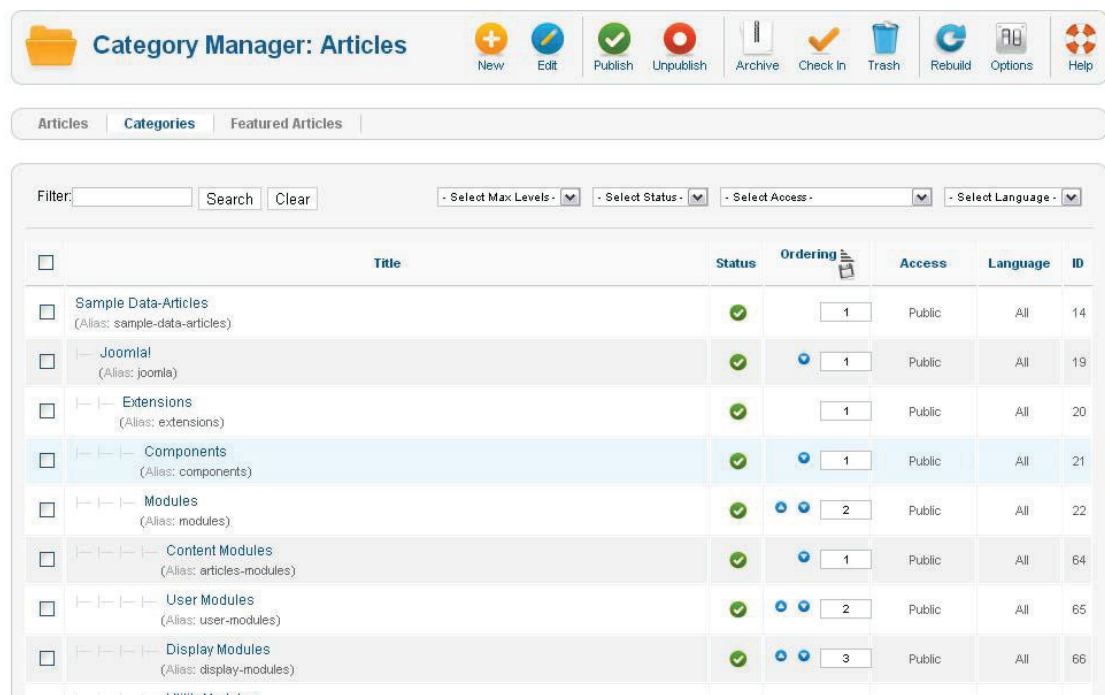 Category Manager: Articles
New Edit Publish Unpublish Archive Check In Trash Rebuild Options Help
Articles Categories Featured Articles
Filter: Search Clear - Select Max Levels - - Select Status - - Select Access - - Select Language -
Title Status Ordering Access Language ID
Sample Data-Articles
(Alias: sample-data-articles) 1 Public All 14
Joomla!
(Alias: joomla) 1 Public All 19
Extensions
(Alias: extensions) 1 Public All 20
Components
(Alias: components) 1 Public All 21
Modules
(Alias: modules) 2 Public All 22
Content Modules
(Alias: articles-modules) 1 Public All 64
User Modules
(Alias: user-modules) 2 Public All 65
Display Modules
(Alias: display-modules) 3 Public All 66